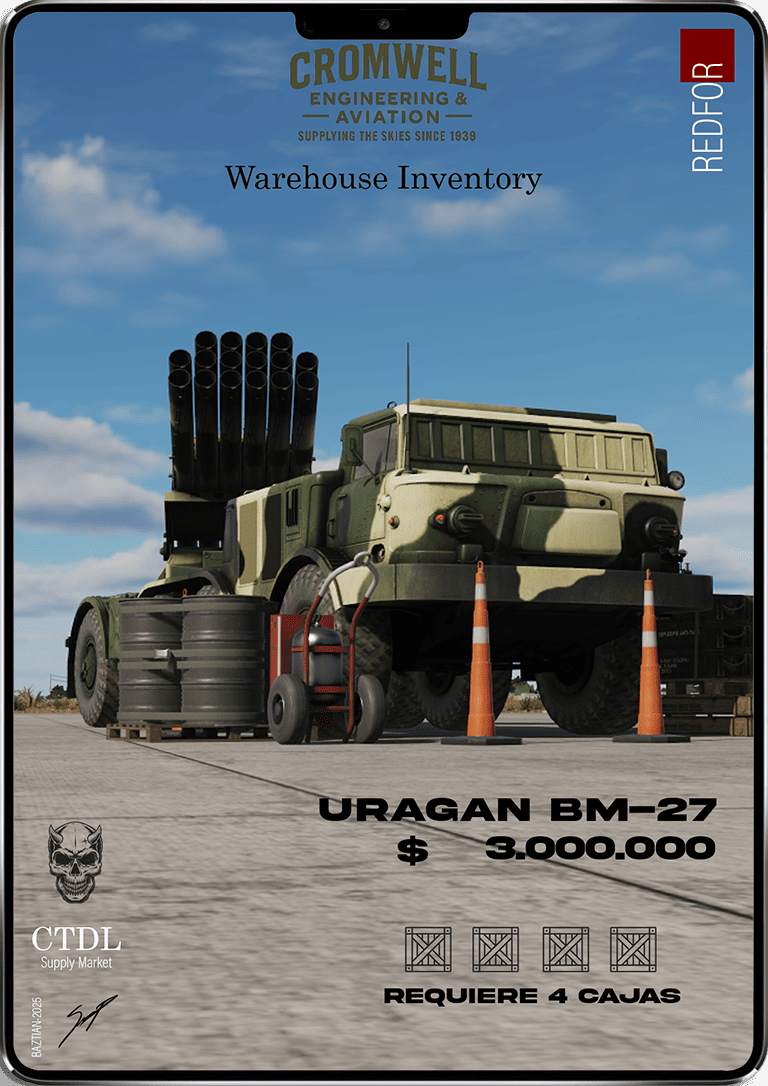 CROMWELL
ENGINEERING &
AVIATION
SUPPLYING THE SKIES SINCE 1939
REDFOR
Warehouse Inventory
URAGAN BM-27
$ 3.000.000
CTDL
Supply Market
REQUIERE 4 CAJAS
BAZTIAN-2025